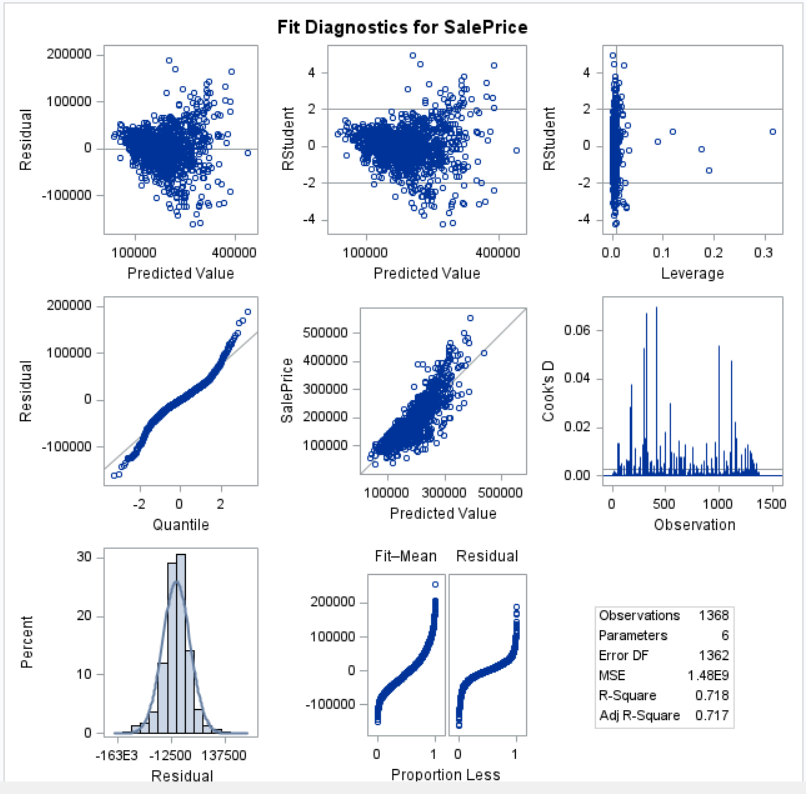 Fit Diagnostics for SalePrice
Residual
200000
100000
0
-100000
100000 400000
Predicted Value
RStudent
4
2
0
-2
-4
100000 400000
Predicted Value
RStudent
4
2
0
-2
-4
0.0 0.1 0.2 0.3
Leverage
Residual
200000
100000
0
-100000
-2 0 2
Quantile
SalePrice
500000
400000
300000
200000
100000
100000 300000 500000
Predicted Value
Cook's D
0.06
0.04
0.02
0.00
0 500 1000 1500
Observation
Percent
30
20
10
0
-163E3 -12500 137500
Residual
Fit–Mean Residual
200000
100000
0
-100000
0 1 0 1
Proportion Less
Observations 1368
Parameters 6
Error DF 1362
MSE 1.48E9
R-Square 0.718
Adj R-Square 0.717